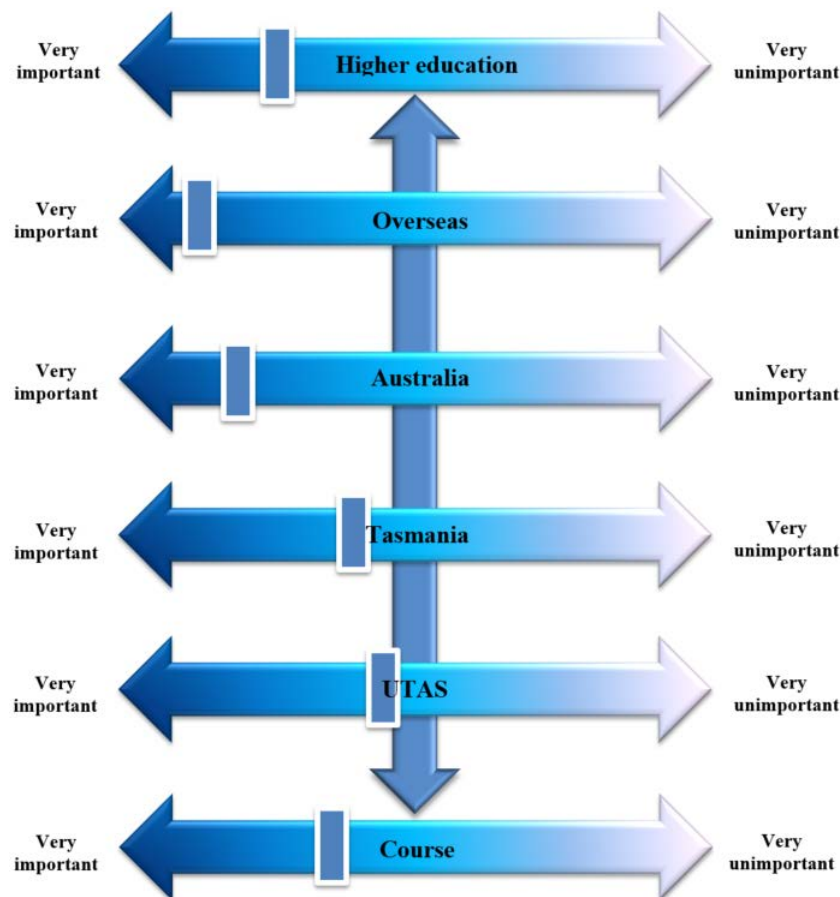 Very
important
Higher education
Very
unimportant
Very
important
Overseas
Very
unimportant
Very
important
Australia
Very
unimportant
Very
important
Tasmania
Very
unimportant
Very
important
UTAS
Very
unimportant
Very
important
Course
Very
unimportant